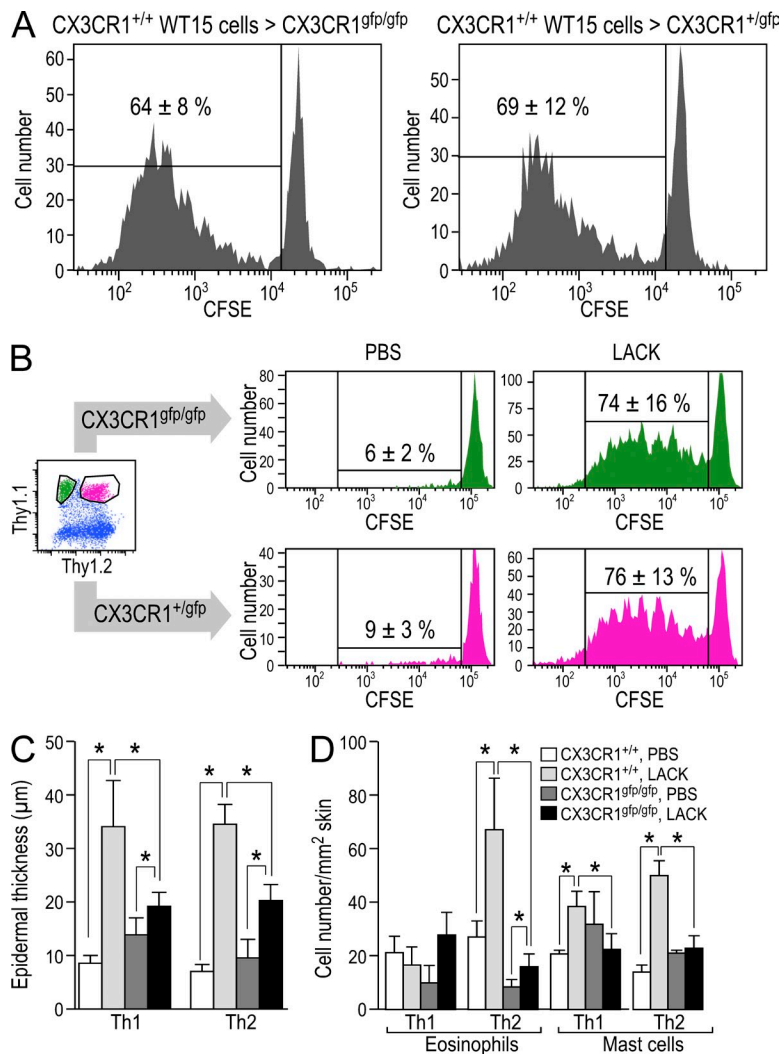 A
CX3CR1+/+ WT15 cells > CX3CR1gfp/gfp
CX3CR1+/+ WT15 cells > CX3CR1+/gfp
Cell number
60
50
40
30
20
10
0
64 ± 8 %
10² 10³ 10⁴ 10⁵
CFSE
Cell number
50
40
30
20
10
0
69 ± 12 %
10² 10³ 10⁴ 10⁵
CFSE
B
PBS
LACK
CX3CR1gfp/gfp
Thy1.1
Thy1.2
CX3CR1+/gfp
Cell number
80
60
40
20
0
6 ± 2 %
10² 10³ 10⁴ 10⁵
CFSE
100
75
50
25
0
74 ± 16 %
10² 10³ 10⁴ 10⁵
CFSE
Cell number
40
30
20
10
0
9 ± 3 %
10² 10³ 10⁴ 10⁵
CFSE
60
50
40
30
20
10
0
76 ± 13 %
10² 10³ 10⁴ 10⁵
CFSE
C
Epidermal thickness (µm)
50
40
30
20
10
0
* * * * * *
Th1 Th2
D
Cell number/mm² skin
100
80
60
40
20
0
CX3CR1+/+, PBS
CX3CR1+/+, LACK
CX3CR1gfp/gfp, PBS
CX3CR1gfp/gfp, LACK
* * * * * * *
Th1 Th2 Th1 Th2
Eosinophils Mast cells